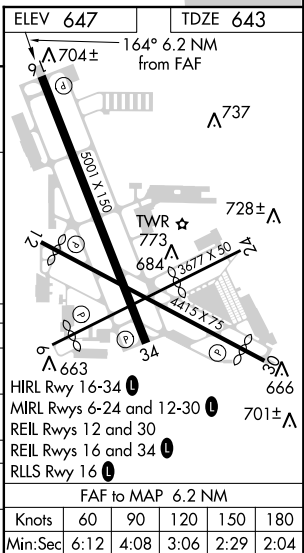 ELEV 647
TDZE 643
164° 6.2 NM
from FAF
16
704±
P
737
5001 X 150
TWR
773
728±
684
24
3677 X 50
12
P
4415 X 75
P
P
6
663
34
30
666
HIRL Rwy 16-34 L
MIRL Rwys 6-24 and 12-30 L
701±
REIL Rwys 12 and 30
REIL Rwys 16 and 34 L
RLLS Rwy 16 L
FAF to MAP 6.2 NM
Knots 60 90 120 150 180
Min:Sec 6:12 4:08 3:06 2:29 2:04